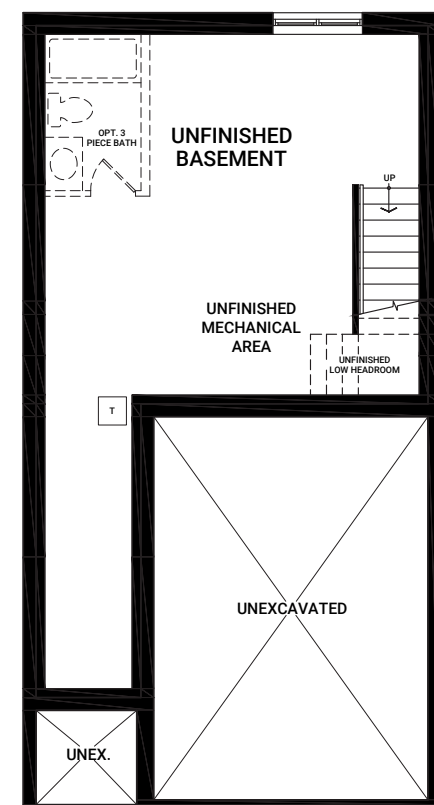 OPT. 3
PIECE BATH
UNFINISHED
BASEMENT
UP
UNFINISHED
MECHANICAL
AREA
UNFINISHED
LOW HEADROOM
T
UNEXCAVATED
UNEX.